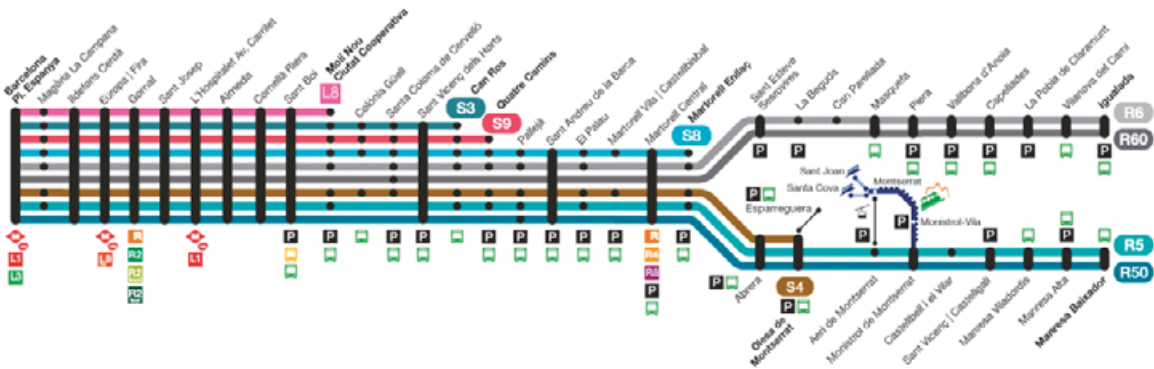 Barcelona
Pl. Espanya
Magòria La Campana
Ildefons Cerdà
Europa | Fira
Gornal
Sant Josep
L'Hospitalet Av. Carrilet
Almeda
Cornellà Riera
Sant Boi
Molí Nou
Ciutat Cooperativa
L8
Colònia Güell
Santa Coloma de Cervelló
Sant Vicenç dels Horts
Can Ros
S3
Quatre Camins
S9
Pallejà
Sant Andreu de la Barca
El Palau
Martorell Vila | Castellbisbal
Martorell Central
Martorell Enllaç
S8
Sant Esteve
Sesrovires
La Beguda
Can Parellada
Masquefa
Piera
Vallbona d'Anoia
Capellades
La Pobla de Claramunt
Vilanova del Camí
Igualada
R6
R60
Sant Joan
Santa Cova
Montserrat
Monistrol-Vila
Esparreguera
Abrera
S4
Olesa de
Montserrat
Aeri de Montserrat
Monistrol de Montserrat
Castellbell i el Vilar
Sant Vicenç | Castellgalí
Manresa Viladordis
Manresa Alta
Manresa Baixador
R5
R50
L1
L3
L9
R
R2
R2
R2
L1
R
R4
R8
P